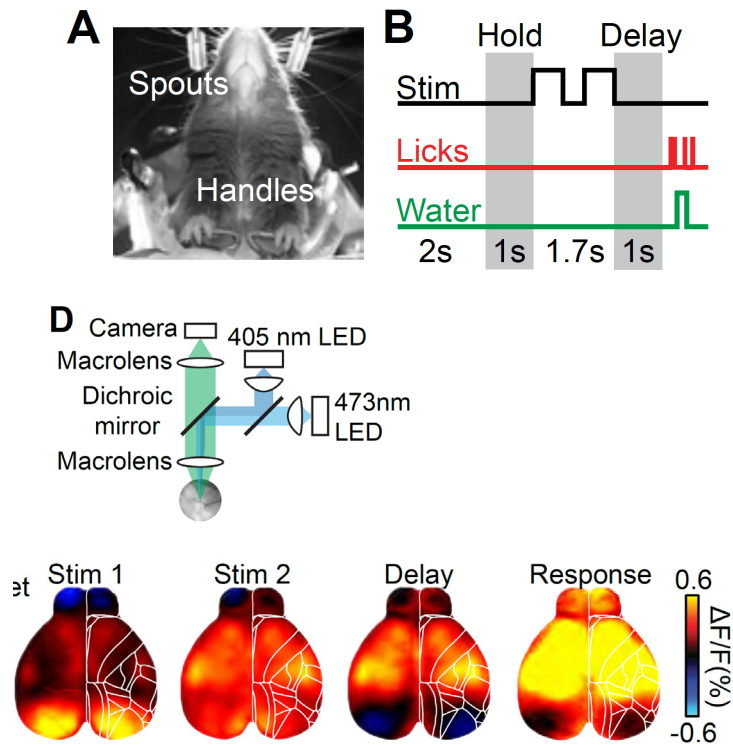 A
Spouts
Handles
B
Hold Delay
Stim
Licks
Water
2s 1s 1.7s 1s
D
Camera
405 nm LED
Macrolens
Dichroic
mirror
473nm
LED
Macrolens
et
Stim 1 Stim 2 Delay Response
0.6
ΔF/F(%)
-0.6